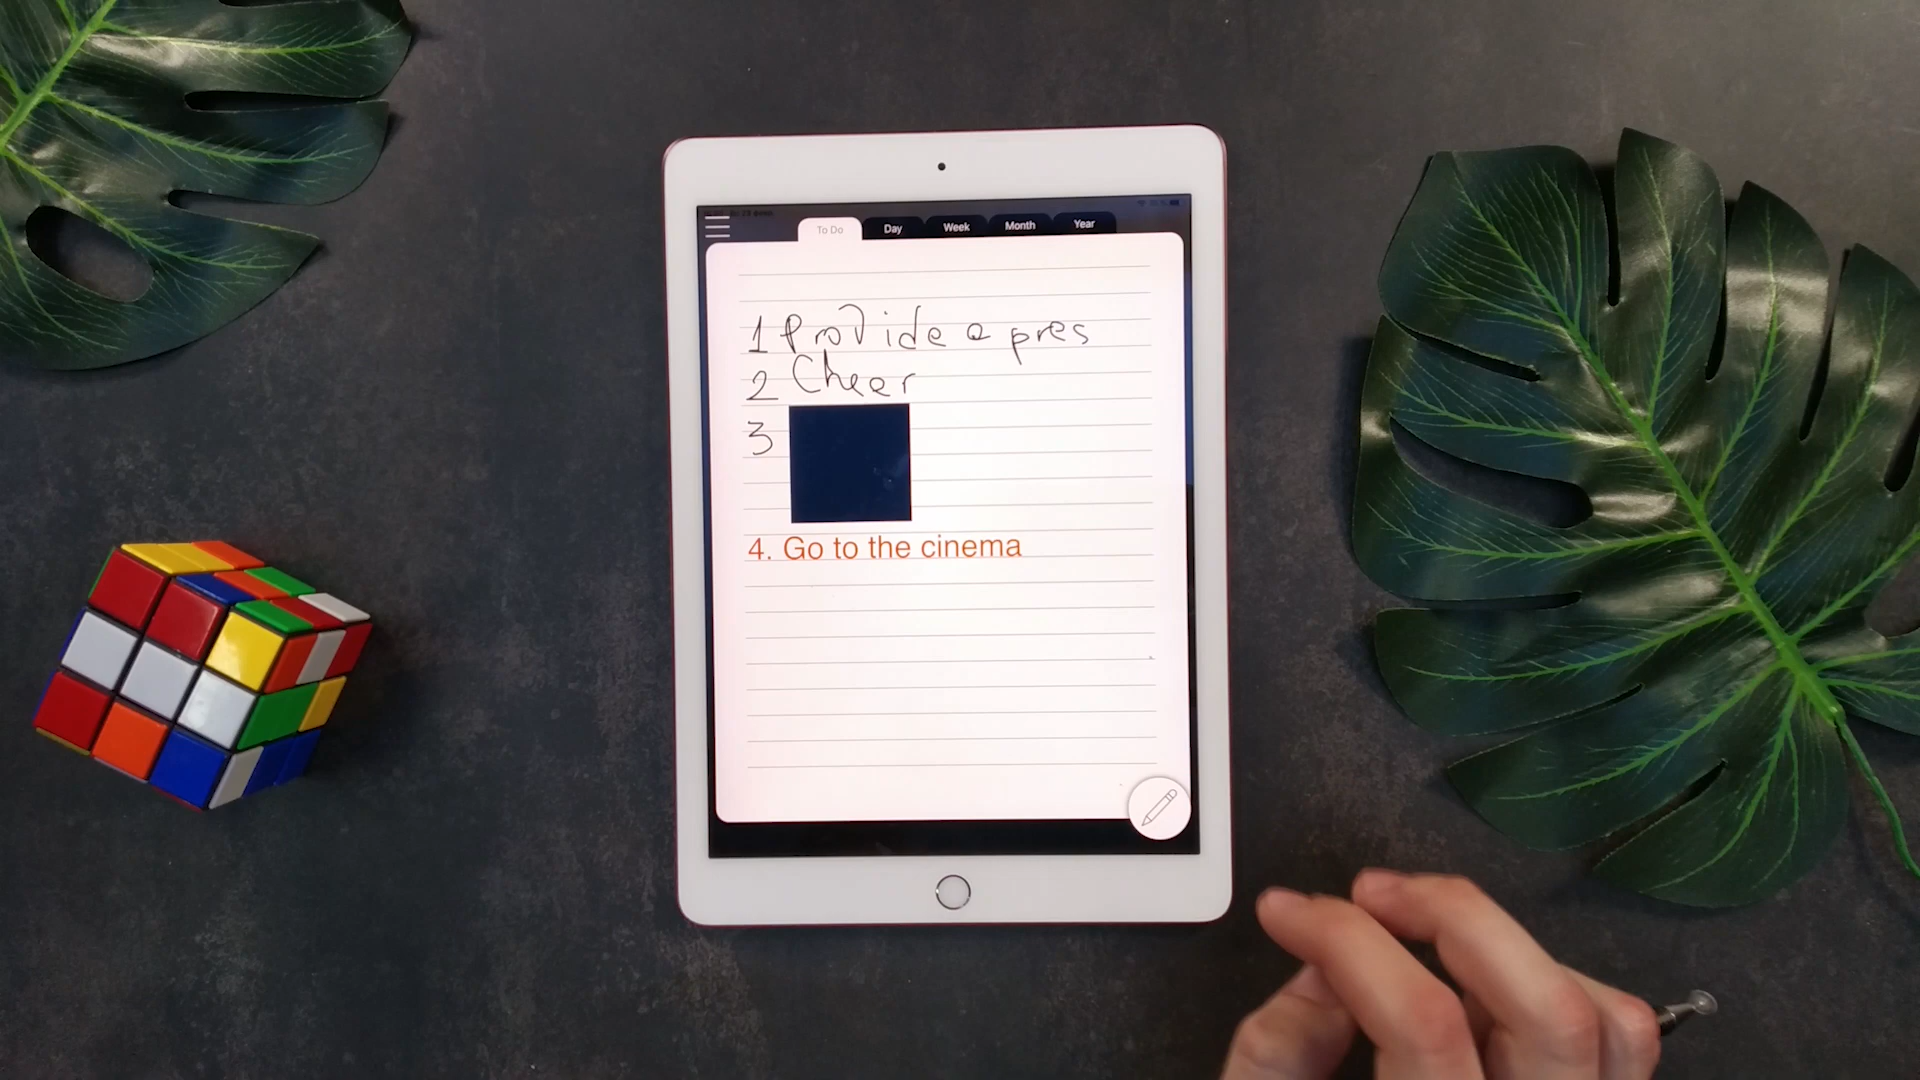 To Do Day Week Month Year
1 Provide a pres
2 Cheer
3
4. Go to the cinema